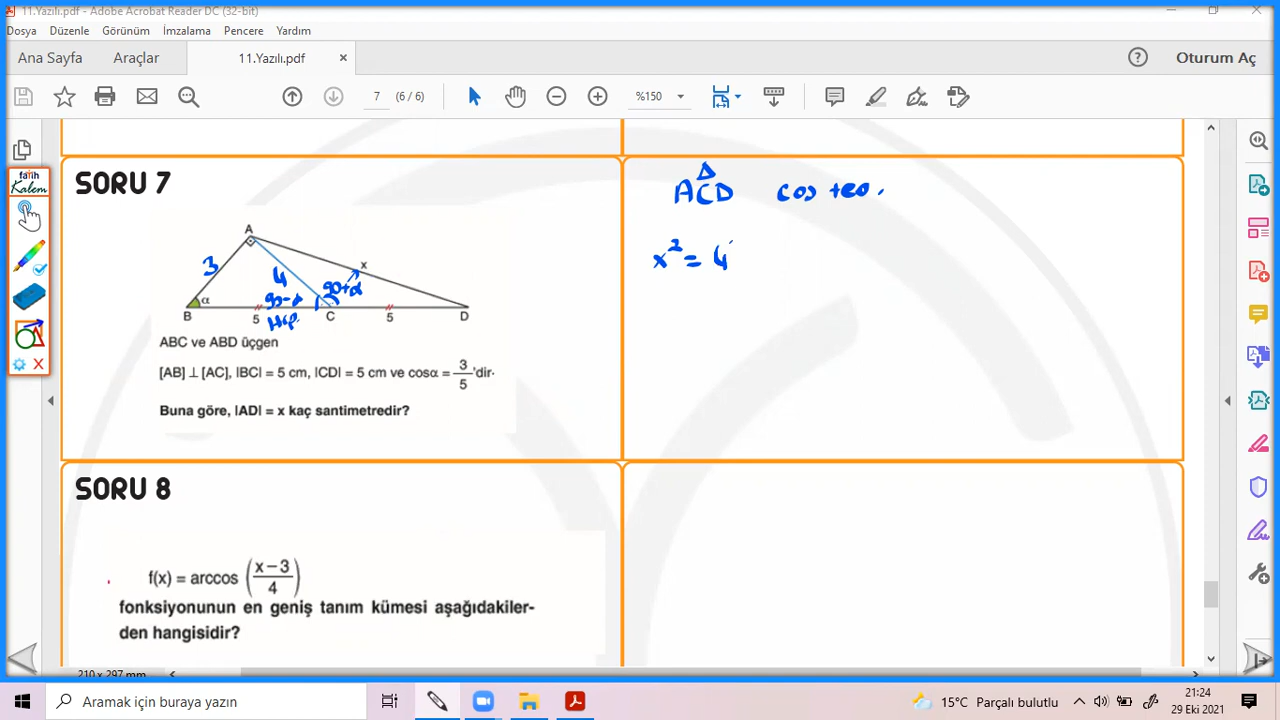 11.Yazılı.pdf - Adobe Acrobat Reader DC (32-bit)
Dosya Düzenle Görünüm İmzalama Pencere Yardım
Ana Sayfa Araçlar 11.Yazılı.pdf × ? Oturum Aç
7 (6 / 6) %150
fatih
Kalem
X
SORU 7
A
3 4 x
90+α
α 90-α
B 5 C 5 D
Hip.
ABC ve ABD üçgen
[AB] ⊥ [AC], |BC| = 5 cm, |CD| = 5 cm ve cosα = 3/5 'dir.
Buna göre, |AD| = x kaç santimetredir?
ACD cos teo.
x² = 4
SORU 8
f(x) = arccos (x − 3 / 4)
fonksiyonunun en geniş tanım kümesi aşağıdakiler-
den hangisidir?
210 x 297 mm
Aramak için buraya yazın
15°C Parçalı bulutlu
21:24
29 Eki 2021